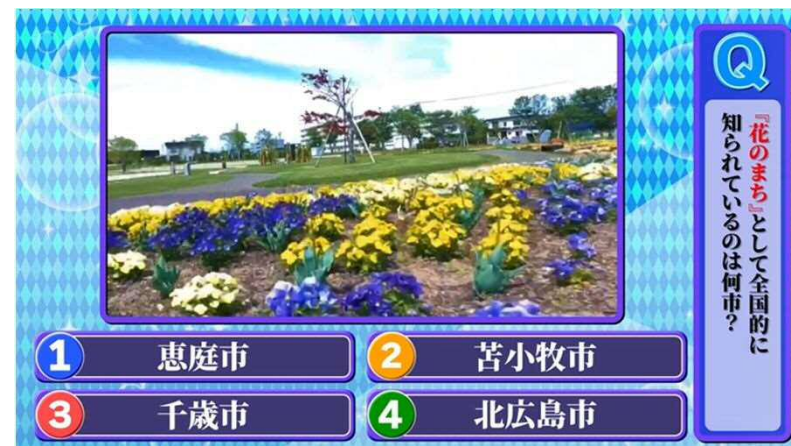 Q
『花のまち』として全国的に
知られているのは何市?
1 恵庭市
2 苫小牧市
3 千歳市
4 北広島市